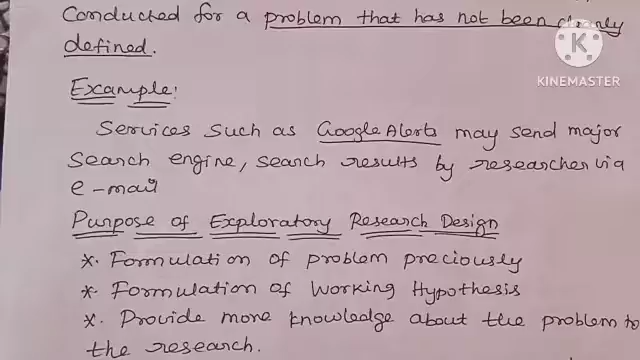 Conducted for a problem that has not been clearly
defined.
KINEMASTER
Example:
Services such as Google Alerts may send major
search engine, search results by researcher via
e-mail
Purpose of Exploratory Research Design
*. Formulation of problem preciously
*. Formulation of Working Hypothesis
*. Provide more knowledge about the problem to
the research.